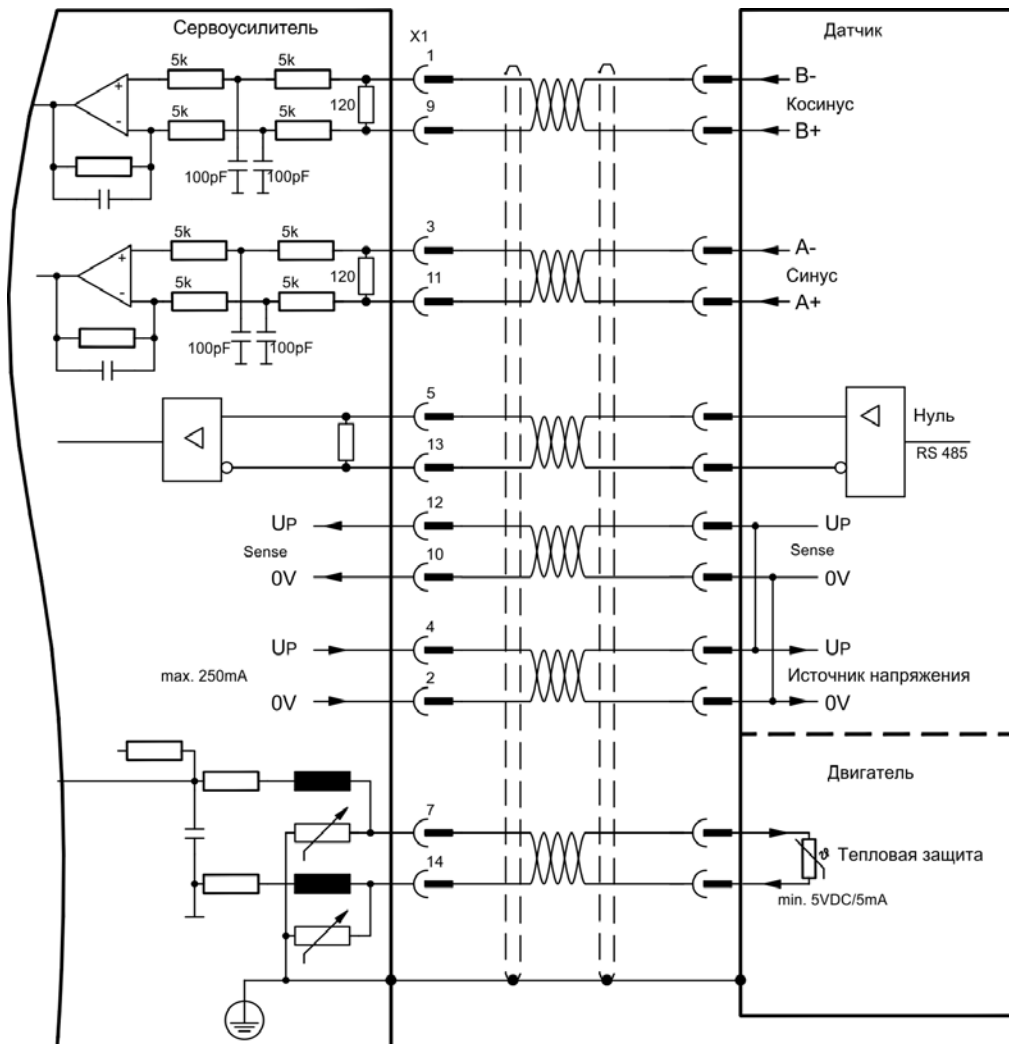 Сервоусилитель
X1
Датчик
5k 5k
1
B-
120
Косинус
5k 5k
9
B+
100pF 100pF
5k 5k
3
A-
120
Синус
5k 5k
11
A+
100pF 100pF
5
Нуль
13
RS 485
UP
12
UP
Sense
Sense
0V
10
0V
UP
4
UP
max. 250mA
Источник напряжения
0V
2
0V
Двигатель
7
ϑ Тепловая защита
14
min. 5VDC/5mA